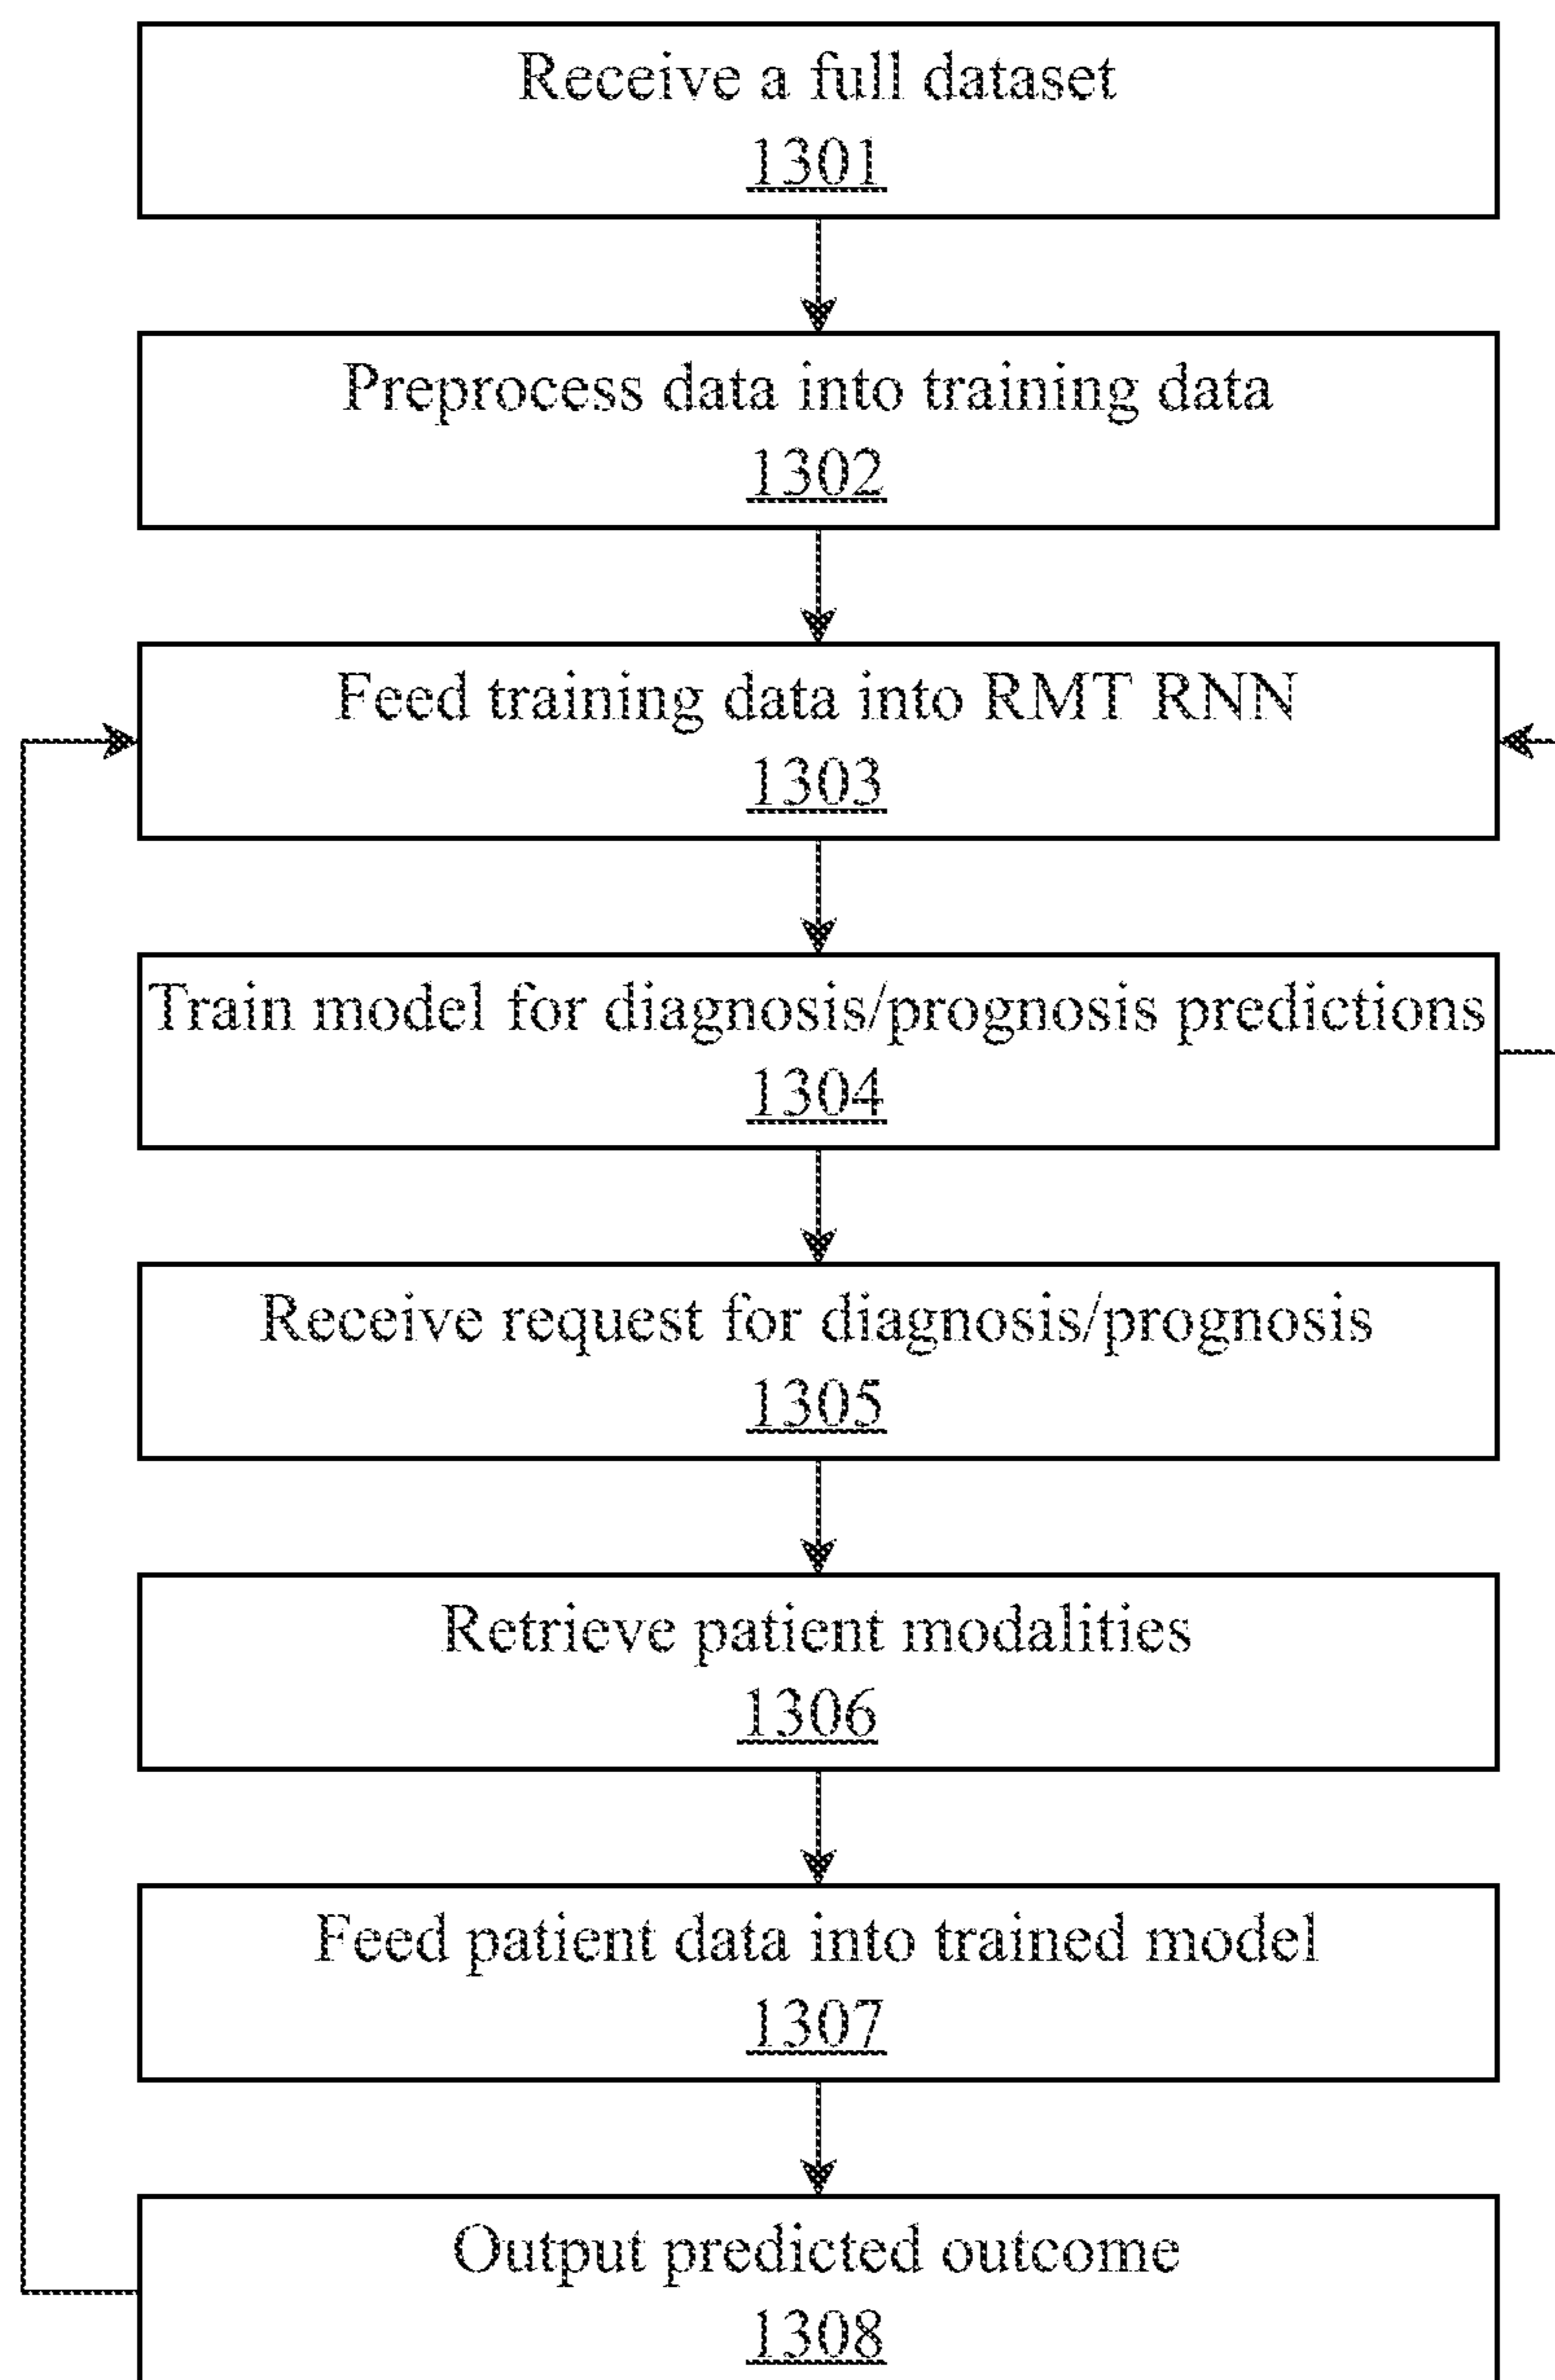 Receive a full dataset
1301
Preprocess data into training data
1302
Feed training data into RMT RNN
1303
Train model for diagnosis/prognosis predictions
1304
Receive request for diagnosis/prognosis
1305
Retrieve patient modalities
1306
Feed patient data into trained model
1307
Output predicted outcome
1308